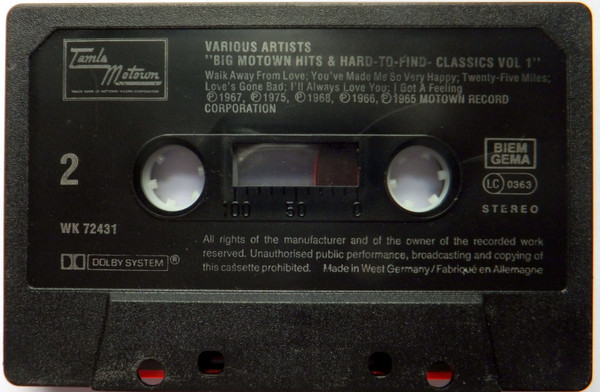 Tamla
Motown
TRADE MARK OF MOTOWN RECORD CORPORATION
VARIOUS ARTISTS
"BIG MOTOWN HITS & HARD-TO-FIND- CLASSICS VOL 1"
Walk Away From Love; You've Made Me So Very Happy; Twenty-Five Miles;
Love's Gone Bad; I'll Always Love You; I Got A Feeling
℗1967, ℗1975, ℗1968, ℗1966, ℗1965 MOTOWN RECORD
CORPORATION
2
100 50 0
BIEM
GEMA
LC 0363
STEREO
WK 72431
DOLBY SYSTEM®
All rights of the manufacturer and of the owner of the recorded work
reserved. Unauthorised public performance, broadcasting and copying of
this cassette prohibited. Made in West Germany/Fabriqué en Allemagne